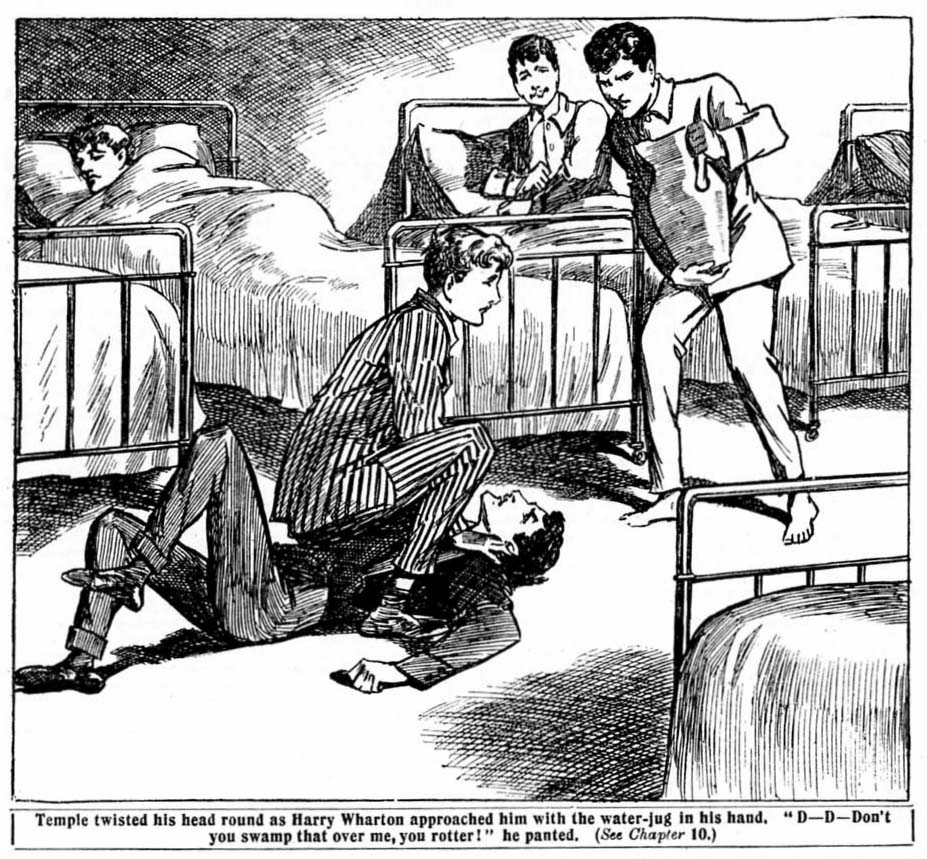 Temple twisted his head round as Harry Wharton approached him with the water-jug in his hand. “D—D—Don't
you swamp that over me, you rotter!” he panted. (See Chapter 10.)